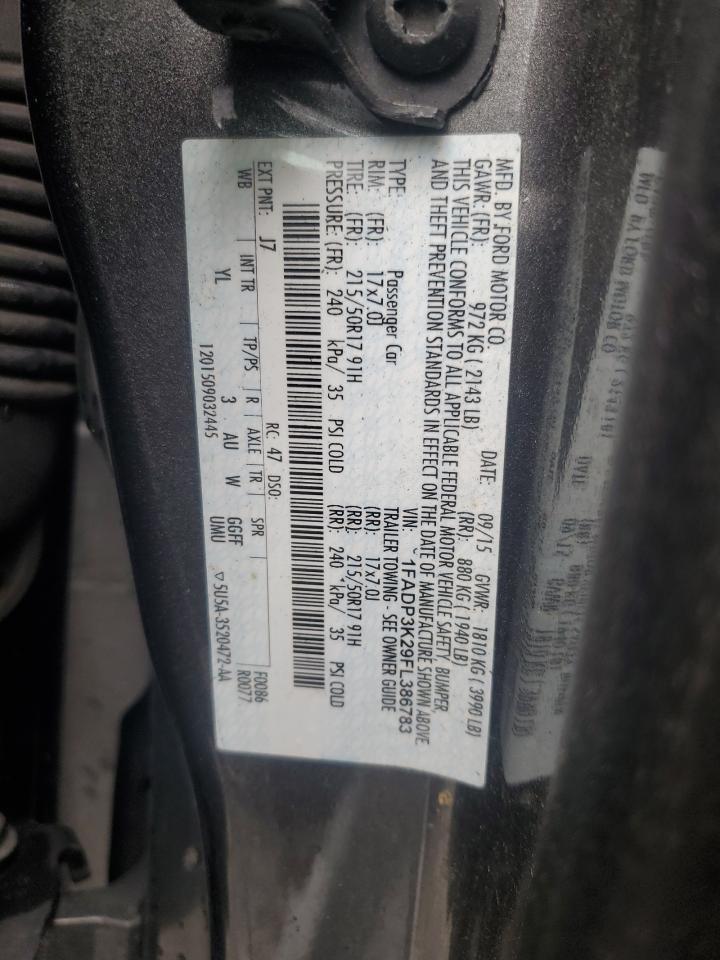 MFD. BY FORD MOTOR CO.
DATE: 09/15 GVWR: 1810 KG ( 3990 LB)
GAWR: (FR): 972 KG ( 2143 LB) (RR): 880 KG ( 1940 LB)
THIS VEHICLE CONFORMS TO ALL APPLICABLE FEDERAL MOTOR VEHICLE SAFETY, BUMPER,
AND THEFT PREVENTION STANDARDS IN EFFECT ON THE DATE OF MANUFACTURE SHOWN ABOVE.
VIN: 1FADP3K29FL386783
TYPE: Passenger Car TRAILER TOWING - SEE OWNER GUIDE
RIM: (FR): 17x7.0J (RR): 17x7.0J
TIRE: (FR): 215/50R17 91H (RR): 215/50R17 91H
PRESSURE: (FR): 240 kPa/ 35 PSI COLD (RR): 240 kPa/ 35 PSI COLD
EXT PNT: J7 RC: 47 DSO: F0086
WB INT TR TP/PS R AXLE TR SPR R0077
YL 3 AU W GGFF
UMU
1201509032445 ▽ 5U5A-3520472-AA